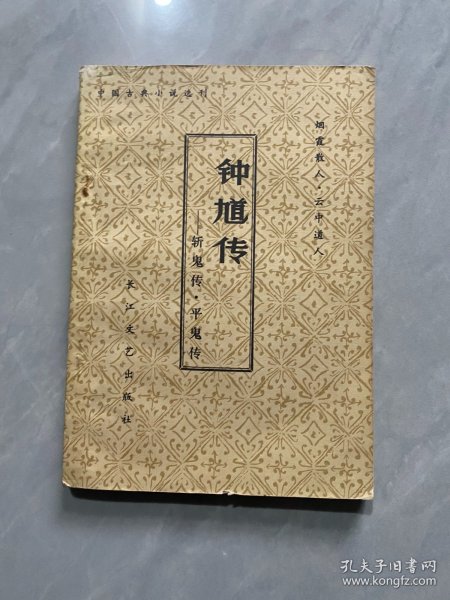 中国古典小说选刊
烟霞散人·云中道人
钟馗传
——斩鬼传·平鬼传
长江文艺出版社
孔夫子旧书网
www.kongfz.com